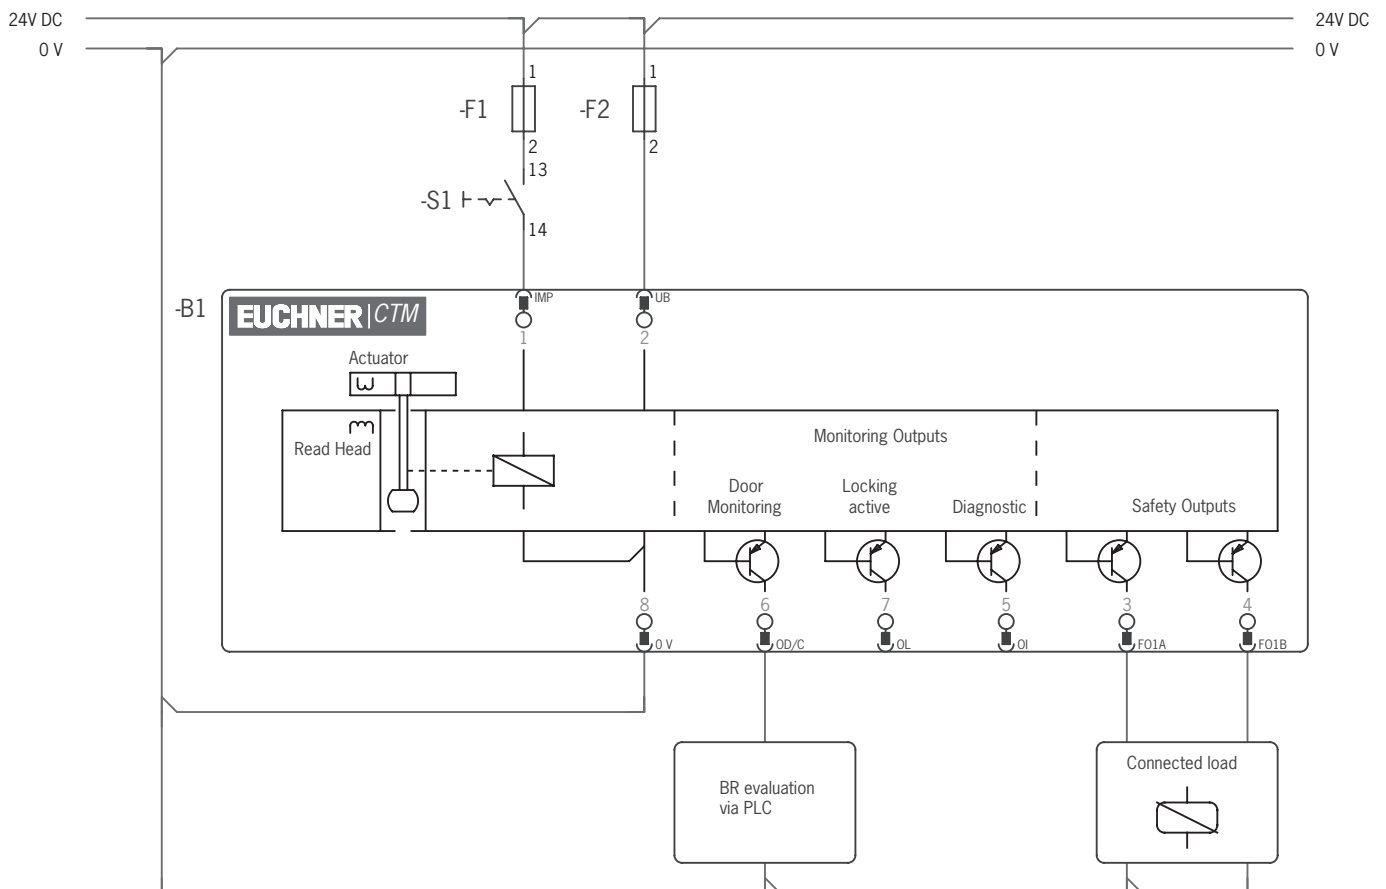 24V DC
24V DC
0 V
0 V
1
1
-F1
-F2
2
2
13
-S1
14
-B1
EUCHNER CTM
IMP
UB
1
2
Actuator
Read Head
Monitoring Outputs
Door
Monitoring
Locking
active
Diagnostic
Safety Outputs
8
6
7
5
3
4
0 V
OD/C
OL
OI
FO1A
FO1B
BR evaluation
via PLC
Connected load